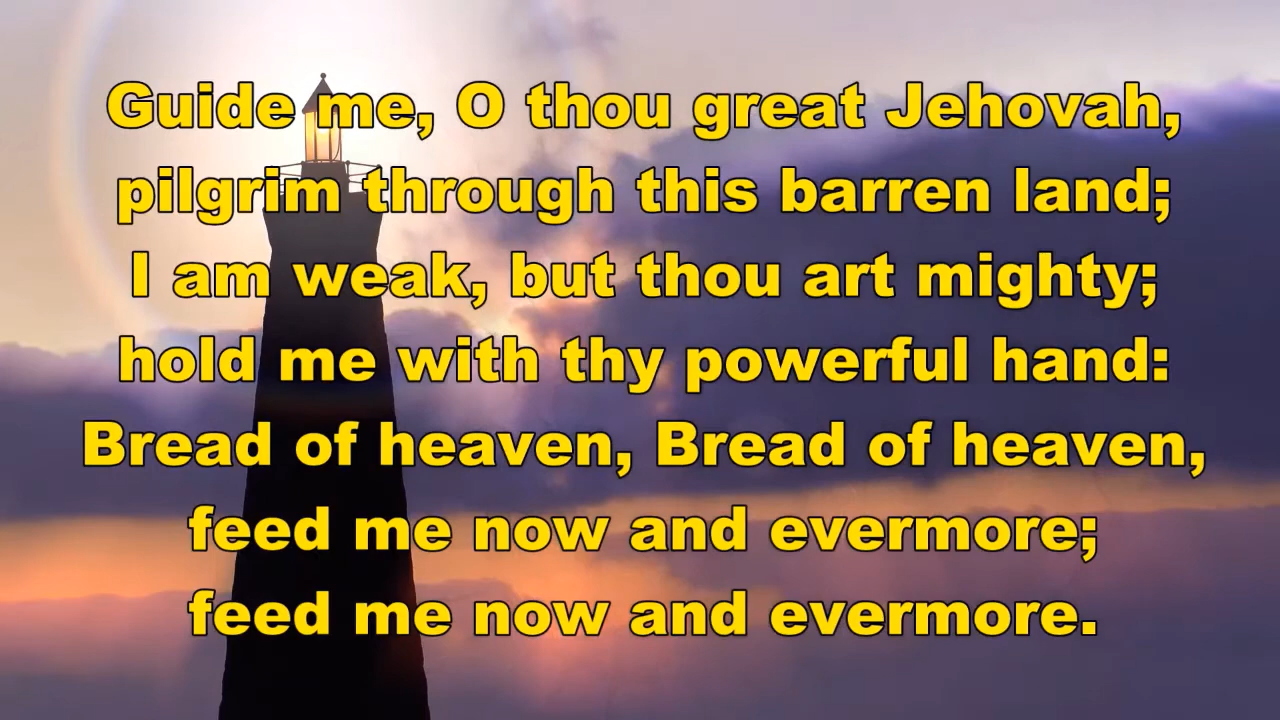 Guide me, O thou great Jehovah,
pilgrim through this barren land;
I am weak, but thou art mighty;
hold me with thy powerful hand:
Bread of heaven, Bread of heaven,
feed me now and evermore;
feed me now and evermore.